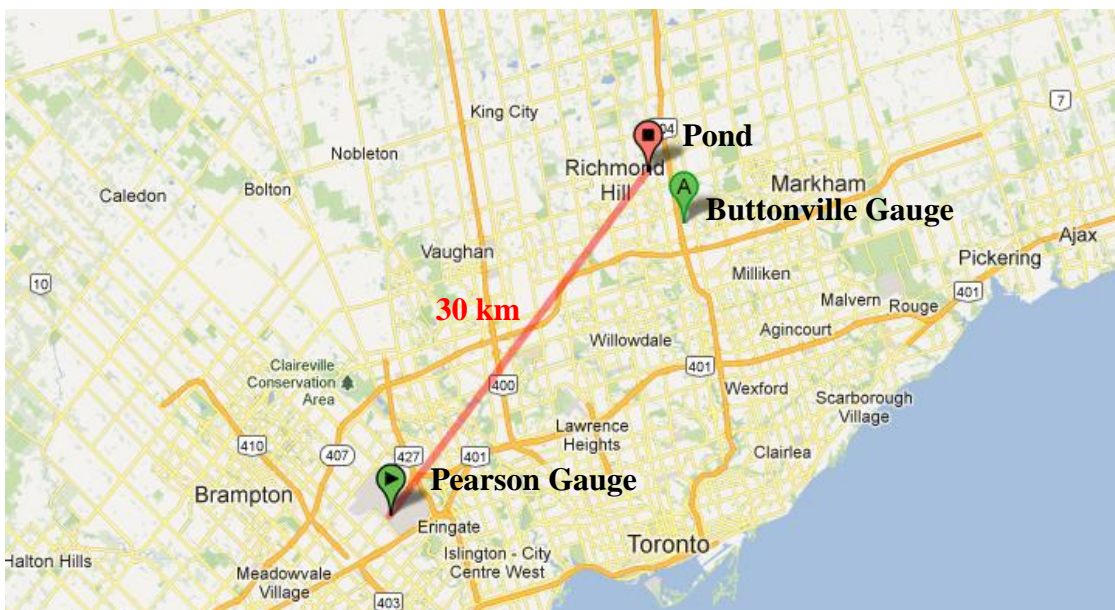 7
King City
04
Pond
Nobleton
Richmond
Hill
Markham
Caledon
Bolton
A
Buttonville Gauge
Ajax
Vaughan
Pickering
10
Milliken
401
30 km
Malvern
Rouge
Agincourt
Willowdale
Claireville
Conservation
Area
401
400
Wexford
Scarborough
Village
Lawrence
Heights
410
407
427
401
Clairlea
Pearson Gauge
Brampton
Eringate
Toronto
Islington - City
Centre West
Halton Hills
Meadowvale
Village
403